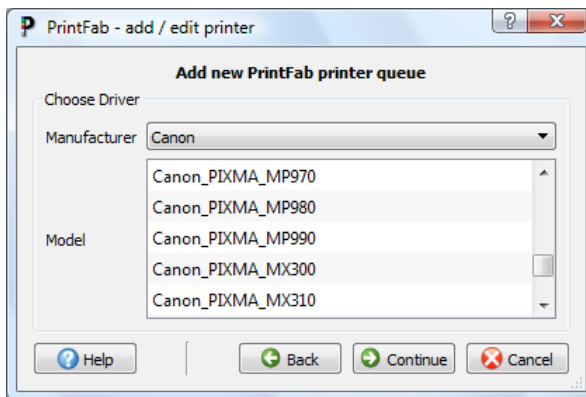 PrintFab - add / edit printer
Add new PrintFab printer queue
Choose Driver
Manufacturer Canon
Canon_PIXMA_MP970
Canon_PIXMA_MP980
Model Canon_PIXMA_MP990
Canon_PIXMA_MX300
Canon_PIXMA_MX310
Help Back Continue Cancel